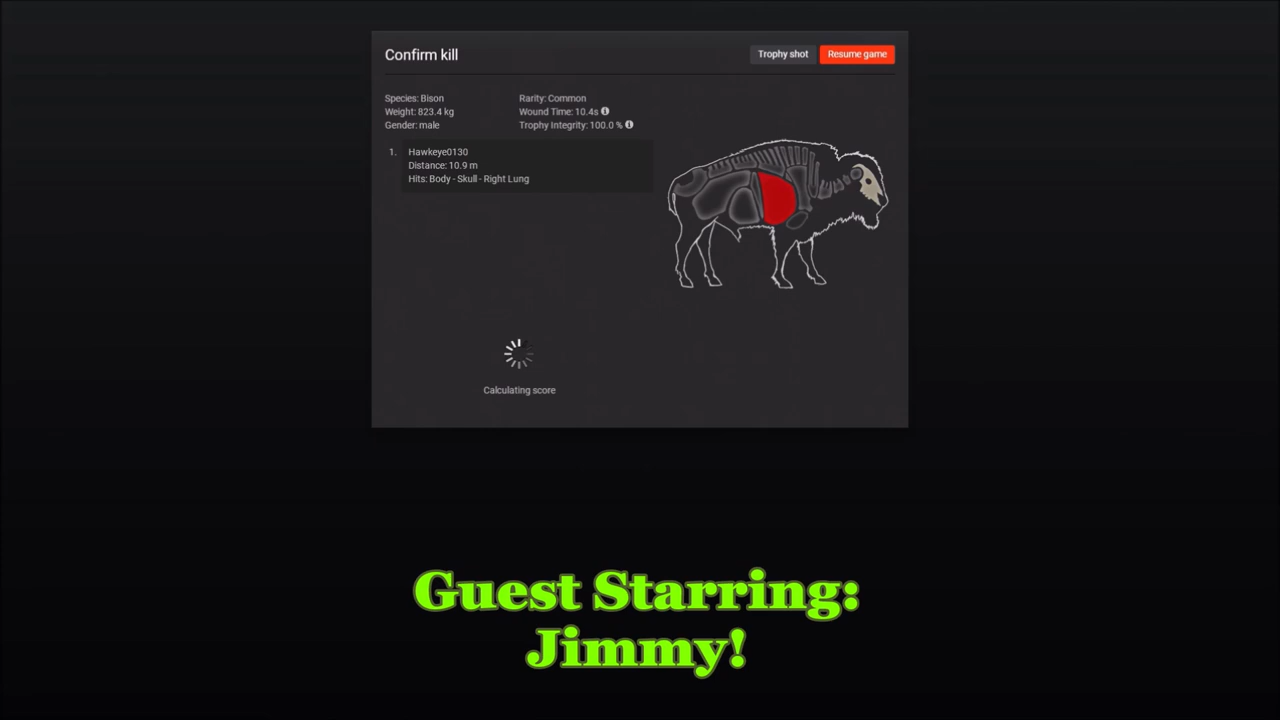 Confirm kill
Trophy shot
Resume game
Species: Bison
Weight: 823.4 kg
Gender: male
Rarity: Common
Wound Time: 10.4s
Trophy Integrity: 100.0 %
1.
Hawkeye0130
Distance: 10.9 m
Hits: Body - Skull - Right Lung
Calculating score
Guest Starring:
Jimmy!